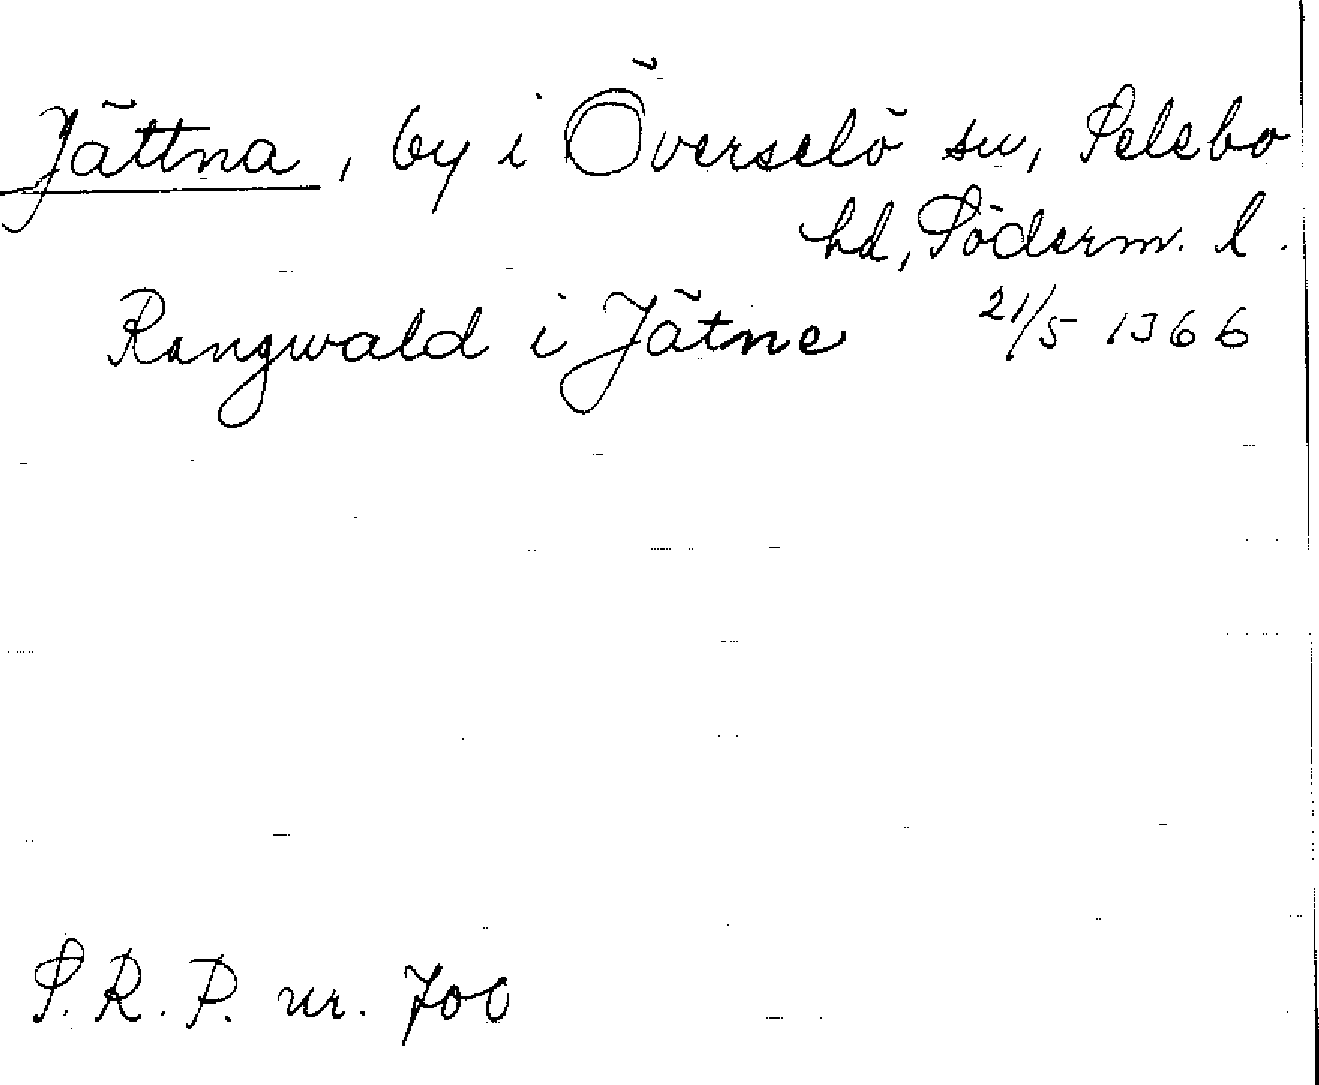 Jättna, by i Överselö sn, Selebo
hd, Söderm. l.
Rangwald i Jätne 21/5 1366
S.R.P. nr. 700